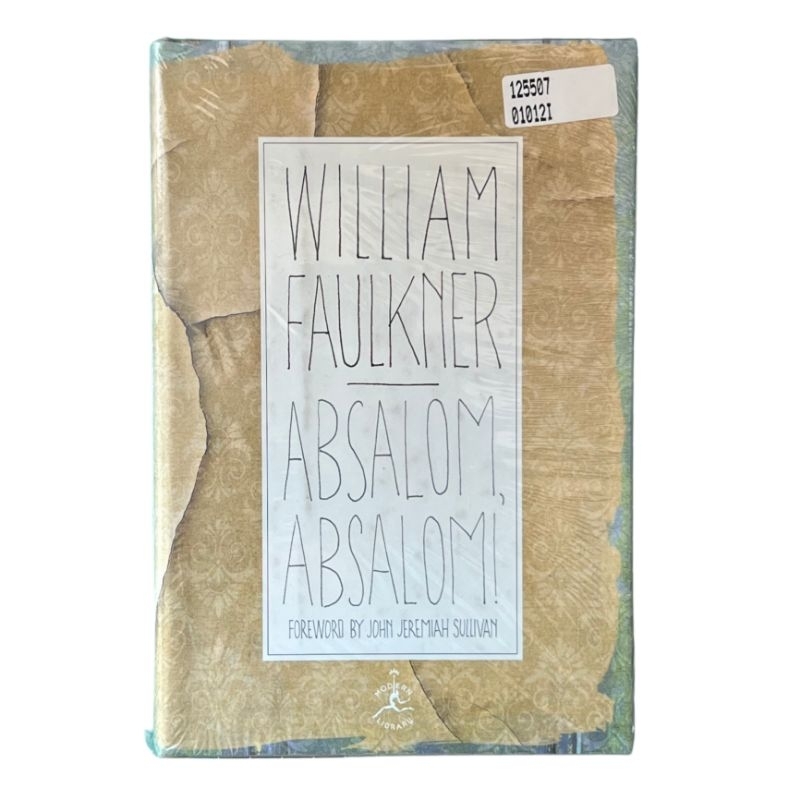 125507
01012I
WILLIAM
FAULKNER
ABSALOM,
ABSALOM!
FOREWORD BY JOHN JEREMIAH SULLIVAN
MODERN
LIBRARY